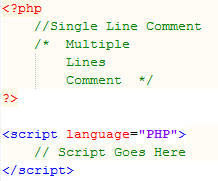 <?php
//Single Line Comment
/* Multiple
Lines
Comment */
?>
<script language="PHP">
// Script Goes Here
</script>